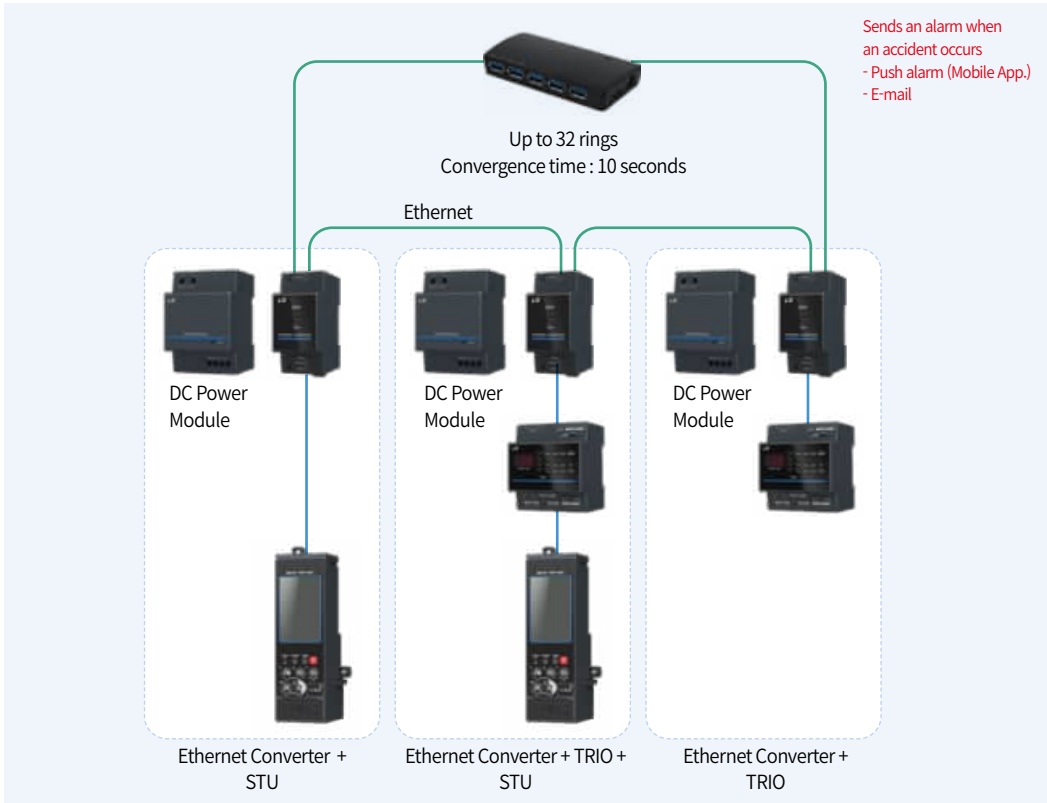 Sends an alarm when
an accident occurs
- Push alarm (Mobile App.)
- E-mail
Up to 32 rings
Convergence time : 10 seconds
Ethernet
DC Power
Module
DC Power
Module
DC Power
Module
Ethernet Converter +
STU
Ethernet Converter + TRIO +
STU
Ethernet Converter +
TRIO